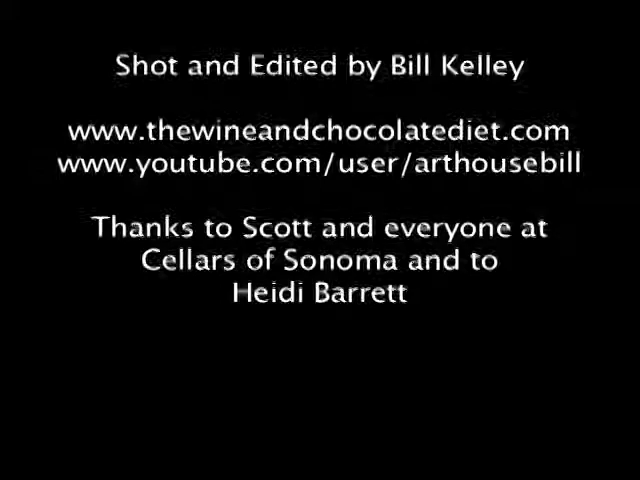 Shot and Edited by Bill Kelley
www.thewineandchocolatediet.com
www.youtube.com/user/arthousebill
Thanks to Scott and everyone at
Cellars of Sonoma and to
Heidi Barrett